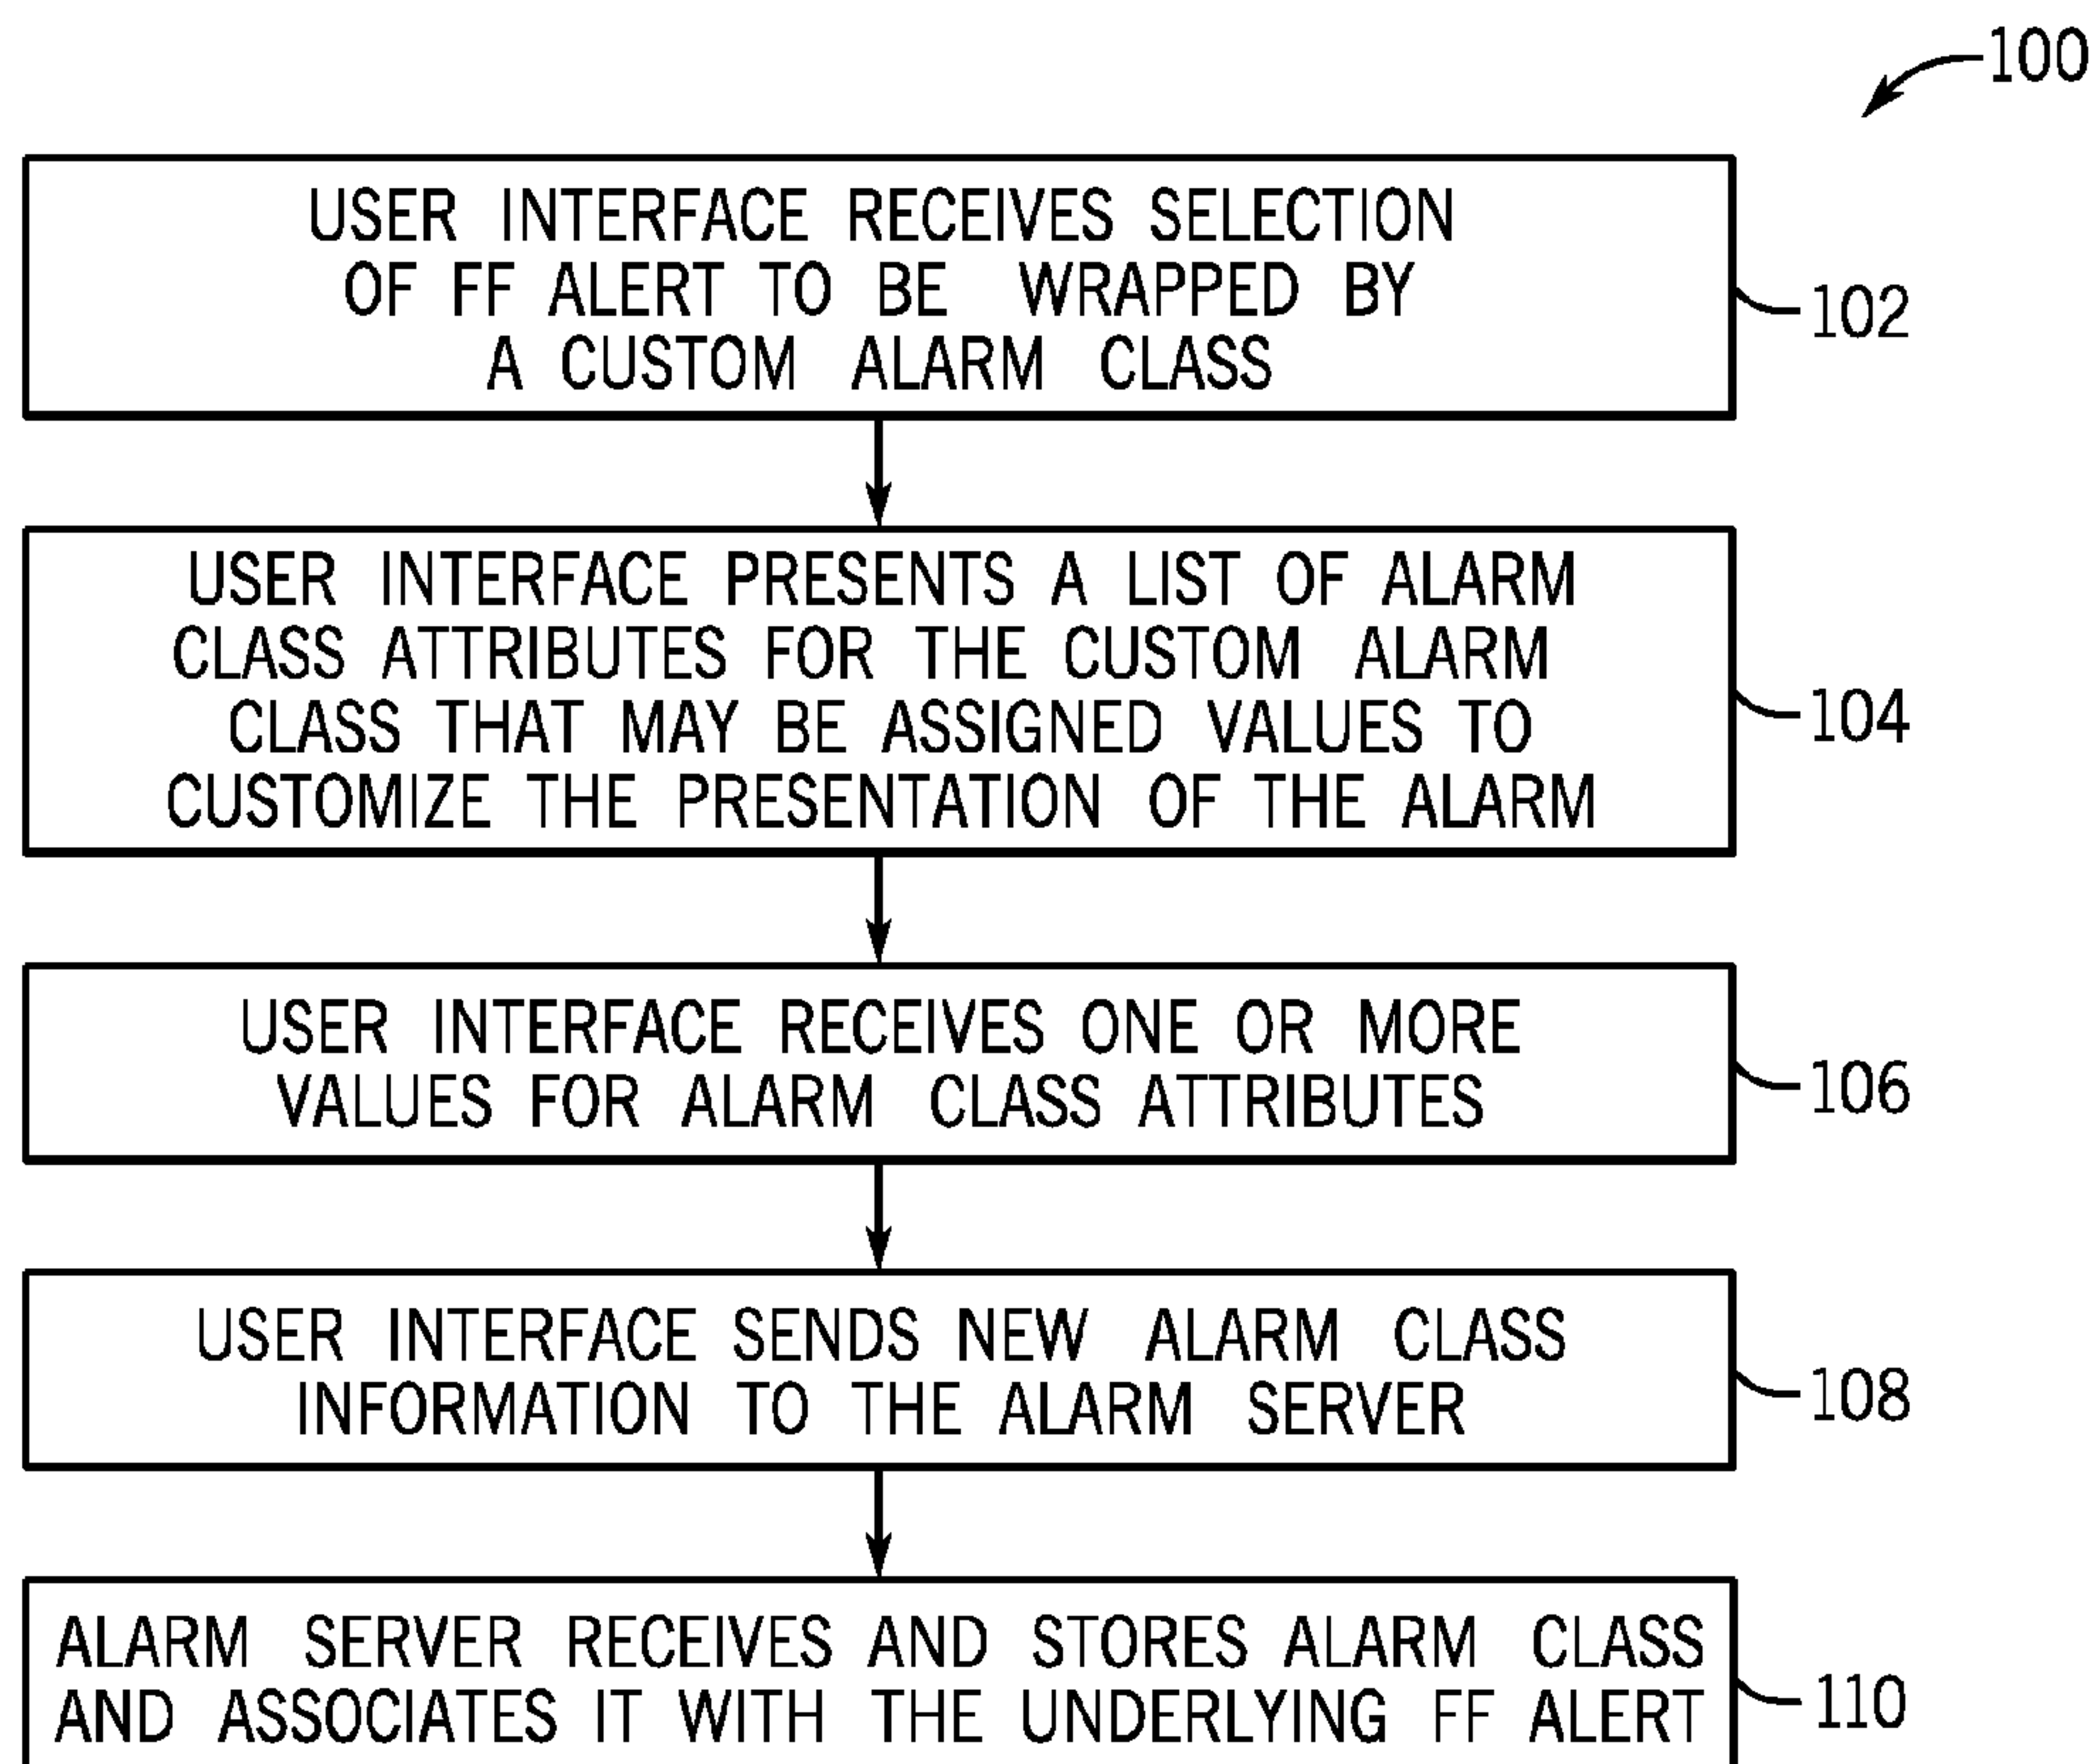 100
USER INTERFACE RECEIVES SELECTION
OF FF ALERT TO BE WRAPPED BY
A CUSTOM ALARM CLASS
102
USER INTERFACE PRESENTS A LIST OF ALARM
CLASS ATTRIBUTES FOR THE CUSTOM ALARM
CLASS THAT MAY BE ASSIGNED VALUES TO
CUSTOMIZE THE PRESENTATION OF THE ALARM
104
USER INTERFACE RECEIVES ONE OR MORE
VALUES FOR ALARM CLASS ATTRIBUTES
106
USER INTERFACE SENDS NEW ALARM CLASS
INFORMATION TO THE ALARM SERVER
108
ALARM SERVER RECEIVES AND STORES ALARM CLASS
AND ASSOCIATES IT WITH THE UNDERLYING FF ALERT
110